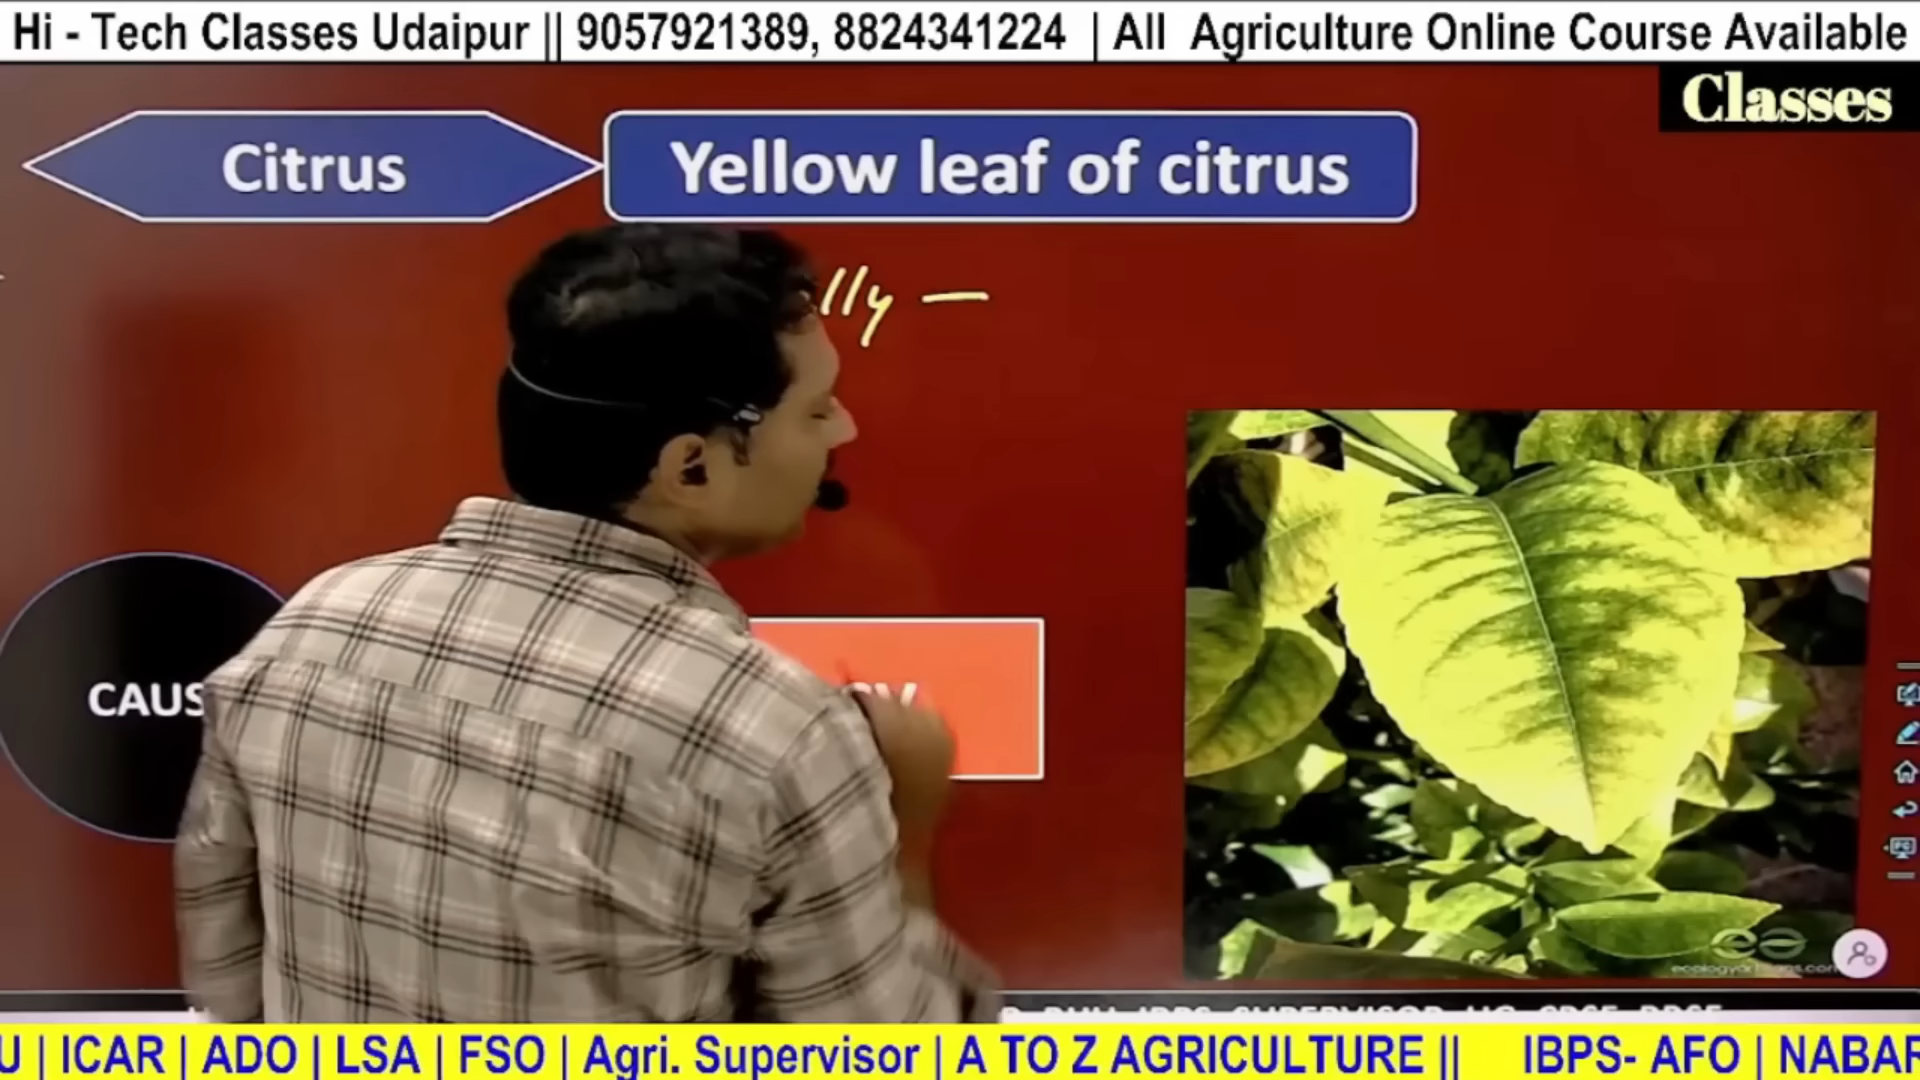 Hi - Tech Classes Udaipur || 9057921389, 8824341224 | All Agriculture Online Course Available
Classes
Citrus
Yellow leaf of citrus
lly —
CAUS
U | ICAR | ADO | LSA | FSO | Agri. Supervisor | A TO Z AGRICULTURE || IBPS- AFO | NABAR